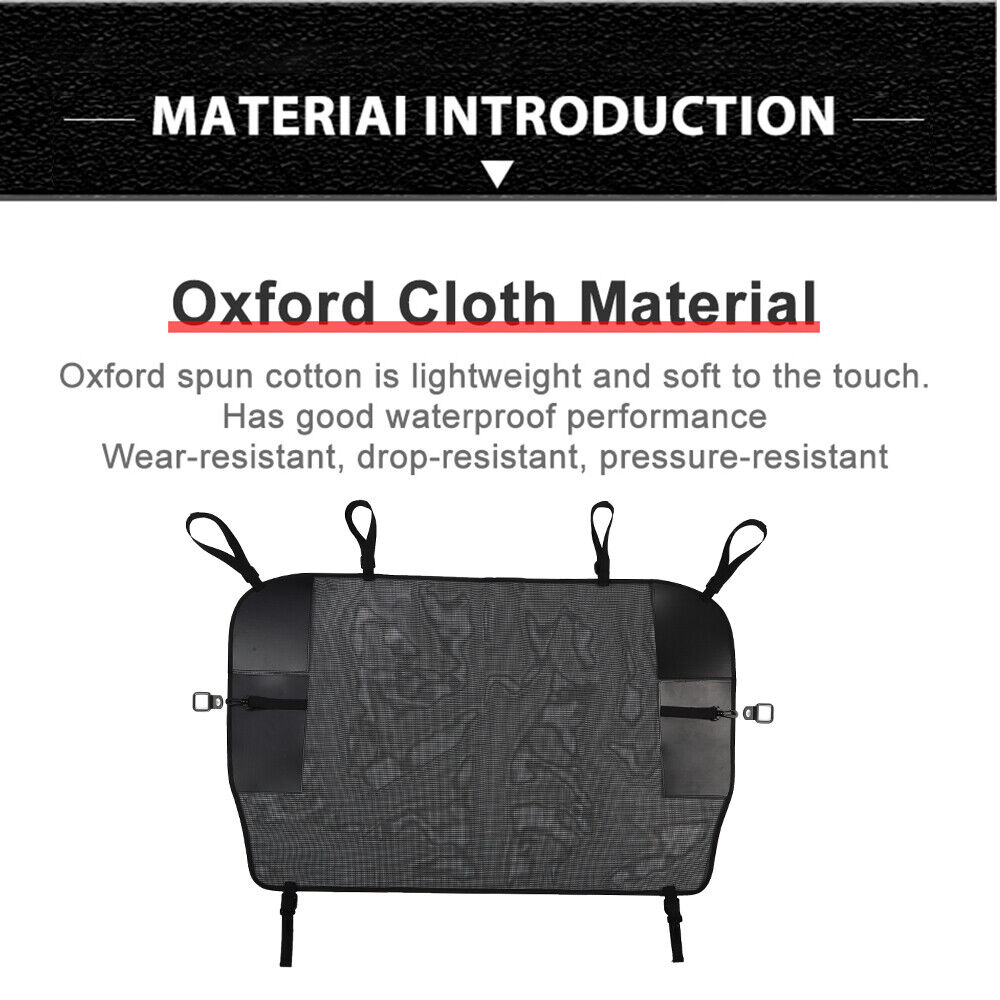 MATERIAI INTRODUCTION
Oxford Cloth Material
Oxford spun cotton is lightweight and soft to the touch.
Has good waterproof performance
Wear-resistant, drop-resistant, pressure-resistant